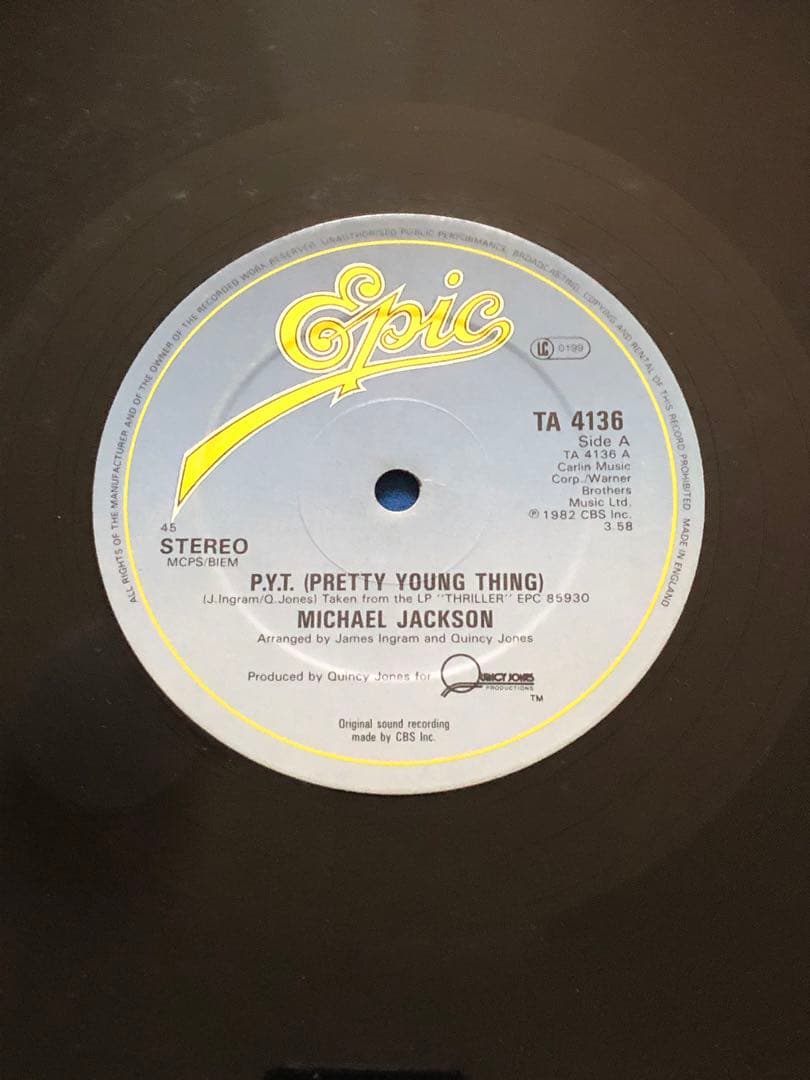 ALL RIGHTS OF THE MANUFACTURER AND OF THE OWNER OF THE RECORDED WORK RESERVED. UNAUTHORISED PUBLIC PERFORMANCE, BROADCASTING, COPYING AND RENTAL OF THIS RECORD PROHIBITED MADE IN ENGLAND
Epic
LC 0199
TA 4136
Side A
TA 4136 A
Carlin Music
Corp./Warner
Brothers
Music Ltd.
℗ 1982 CBS Inc.
3.58
45
STEREO
MCPS/BIEM
P.Y.T. (PRETTY YOUNG THING)
(J.Ingram/Q.Jones) Taken from the LP "THRILLER" EPC 85930
MICHAEL JACKSON
Arranged by James Ingram and Quincy Jones
Produced by Quincy Jones for QUINCY JONES
PRODUCTIONS
TM
Original sound recording
made by CBS Inc.